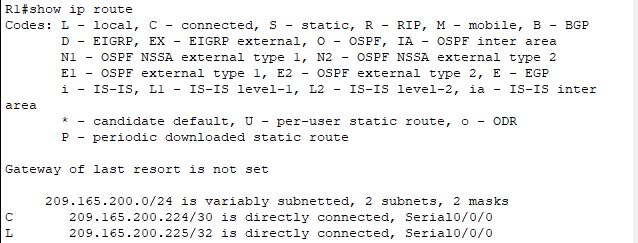 R1#show ip route
Codes: L - local, C - connected, S - static, R - RIP, M - mobile, B - BGP
D - EIGRP, EX - EIGRP external, O - OSPF, IA - OSPF inter area
N1 - OSPF NSSA external type 1, N2 - OSPF NSSA external type 2
E1 - OSPF external type 1, E2 - OSPF external type 2, E - EGP
i - IS-IS, L1 - IS-IS level-1, L2 - IS-IS level-2, ia - IS-IS inter
area
* - candidate default, U - per-user static route, o - ODR
P - periodic downloaded static route
Gateway of last resort is not set
209.165.200.0/24 is variably subnetted, 2 subnets, 2 masks
C 209.165.200.224/30 is directly connected, Serial0/0/0
L 209.165.200.225/32 is directly connected, Serial0/0/0